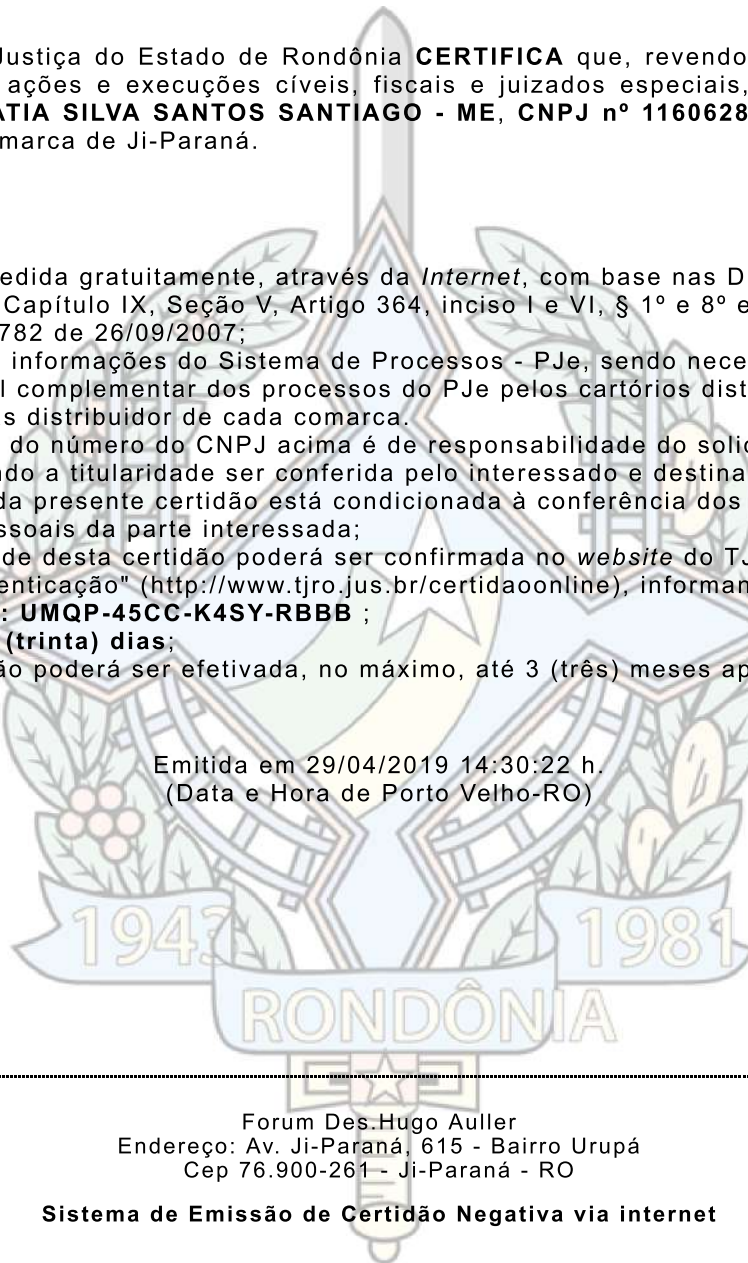 Justiça do Estado de Rondônia CERTIFICA que, revendo
ações e execuções cíveis, fiscais e juizados especiais,
ATIA SILVA SANTOS SANTIAGO - ME, CNPJ nº 1160628
marca de Ji-Paraná.
edida gratuitamente, através da Internet, com base nas D
Capítulo IX, Seção V, Artigo 364, inciso I e VI, § 1º e 8º e
782 de 26/09/2007;
informações do Sistema de Processos - PJe, sendo nece
l complementar dos processos do PJe pelos cartórios dist
s distribuidor de cada comarca.
do número do CNPJ acima é de responsabilidade do solic
ndo a titularidade ser conferida pelo interessado e destina
da presente certidão está condicionada à conferência dos
ssoais da parte interessada;
de desta certidão poderá ser confirmada no website do TJ
enticação" (http://www.tjro.jus.br/certidaoonline), informan
: UMQP-45CC-K4SY-RBBB ;
(trinta) dias;
ão poderá ser efetivada, no máximo, até 3 (três) meses ap
Emitida em 29/04/2019 14:30:22 h.
(Data e Hora de Porto Velho-RO)
1943 1981
RONDÔNIA
Forum Des.Hugo Auller
Endereço: Av. Ji-Paraná, 615 - Bairro Urupá
Cep 76.900-261 - Ji-Paraná - RO
Sistema de Emissão de Certidão Negativa via internet